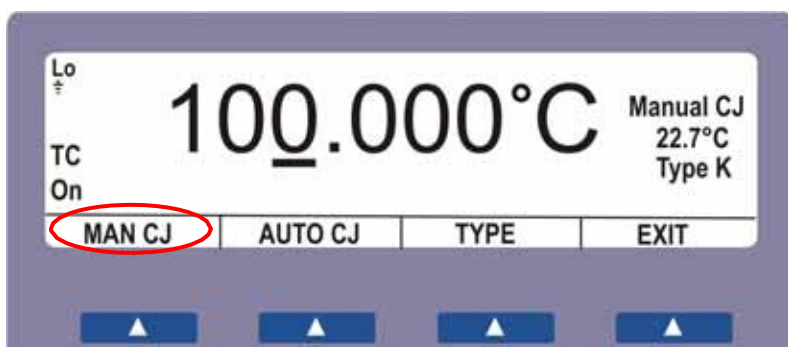 Lo
100.000°C
Manual CJ
22.7°C
Type K
TC
On
MAN CJ AUTO CJ TYPE EXIT